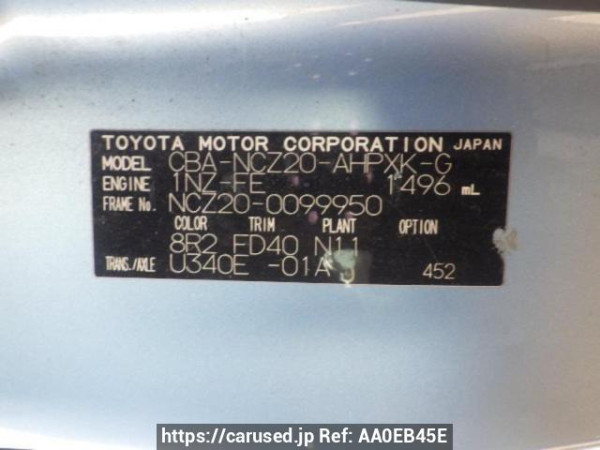 TOYOTA MOTOR CORPORATION JAPAN
MODEL CBA-NCZ20-AHPXK-G
ENGINE 1NZ-FE 1496 mL
FRAME No. NCZ20-0099950
COLOR TRIM PLANT OPTION
8R2 FD40 N11
TRANS./AXLE U340E -01A
452
https://carused.jp Ref: AA0EB45E